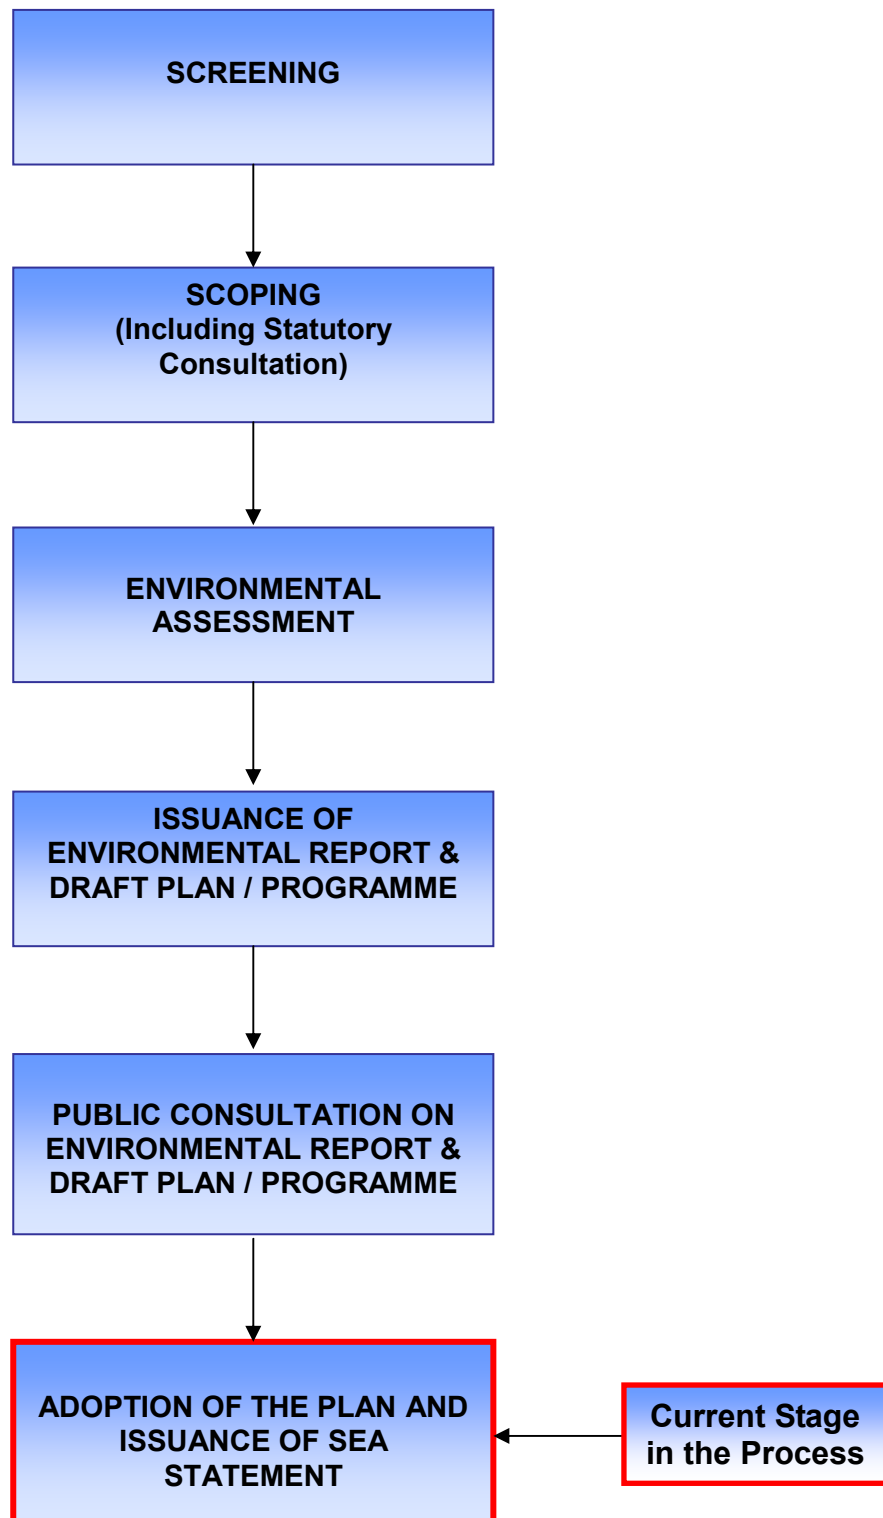 SCREENING
SCOPING
(Including Statutory
Consultation)
ENVIRONMENTAL
ASSESSMENT
ISSUANCE OF
ENVIRONMENTAL REPORT &
DRAFT PLAN / PROGRAMME
PUBLIC CONSULTATION ON
ENVIRONMENTAL REPORT &
DRAFT PLAN / PROGRAMME
ADOPTION OF THE PLAN AND
ISSUANCE OF SEA
STATEMENT
Current Stage
in the Process